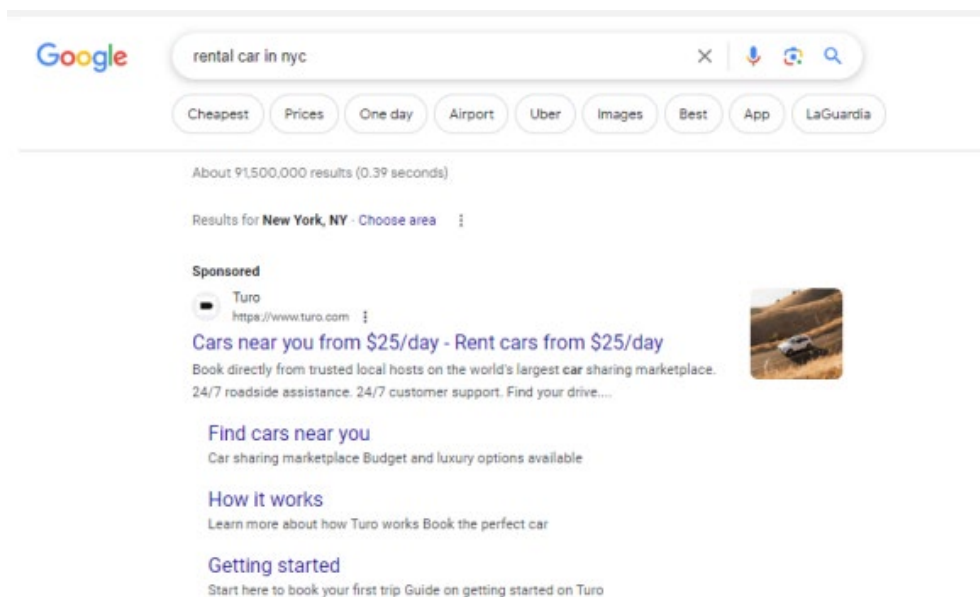 Google
rental car in nyc
Cheapest Prices One day Airport Uber Images Best App LaGuardia
About 91,500,000 results (0.39 seconds)
Results for New York, NY · Choose area
Sponsored
Turo
https://www.turo.com
Cars near you from $25/day - Rent cars from $25/day
Book directly from trusted local hosts on the world's largest car sharing marketplace.
24/7 roadside assistance. 24/7 customer support. Find your drive....
Find cars near you
Car sharing marketplace Budget and luxury options available
How it works
Learn more about how Turo works Book the perfect car
Getting started
Start here to book your first trip Guide on getting started on Turo